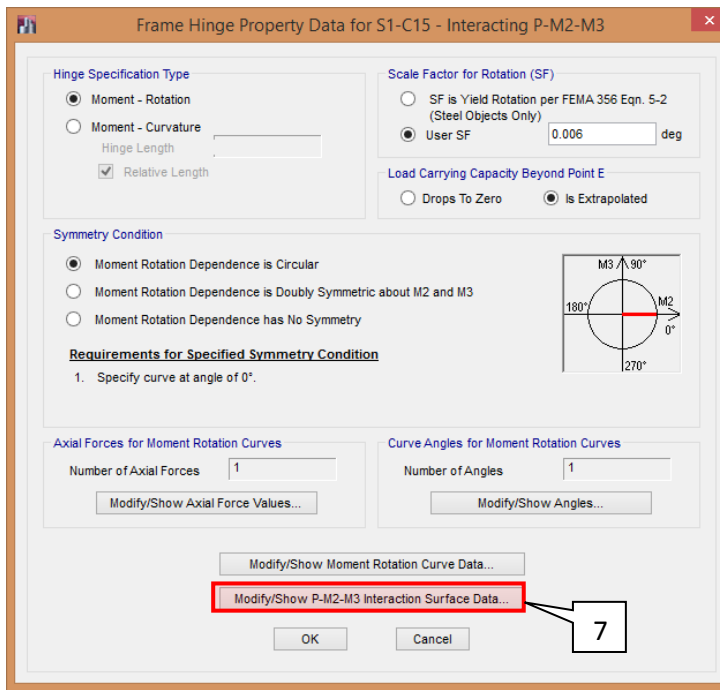 Frame Hinge Property Data for S1-C15 - Interacting P-M2-M3
Hinge Specification Type
Moment - Rotation
Moment - Curvature
Hinge Length
Relative Length
Scale Factor for Rotation (SF)
SF is Yield Rotation per FEMA 356 Eqn. 5-2
(Steel Objects Only)
User SF 0.006 deg
Load Carrying Capacity Beyond Point E
Drops To Zero Is Extrapolated
Symmetry Condition
Moment Rotation Dependence is Circular
Moment Rotation Dependence is Doubly Symmetric about M2 and M3
Moment Rotation Dependence has No Symmetry
Requirements for Specified Symmetry Condition
1. Specify curve at angle of 0°.
M3 90°
180° M2
0°
270°
Axial Forces for Moment Rotation Curves
Number of Axial Forces 1
Modify/Show Axial Force Values...
Curve Angles for Moment Rotation Curves
Number of Angles 1
Modify/Show Angles...
Modify/Show Moment Rotation Curve Data...
Modify/Show P-M2-M3 Interaction Surface Data...
7
OK Cancel